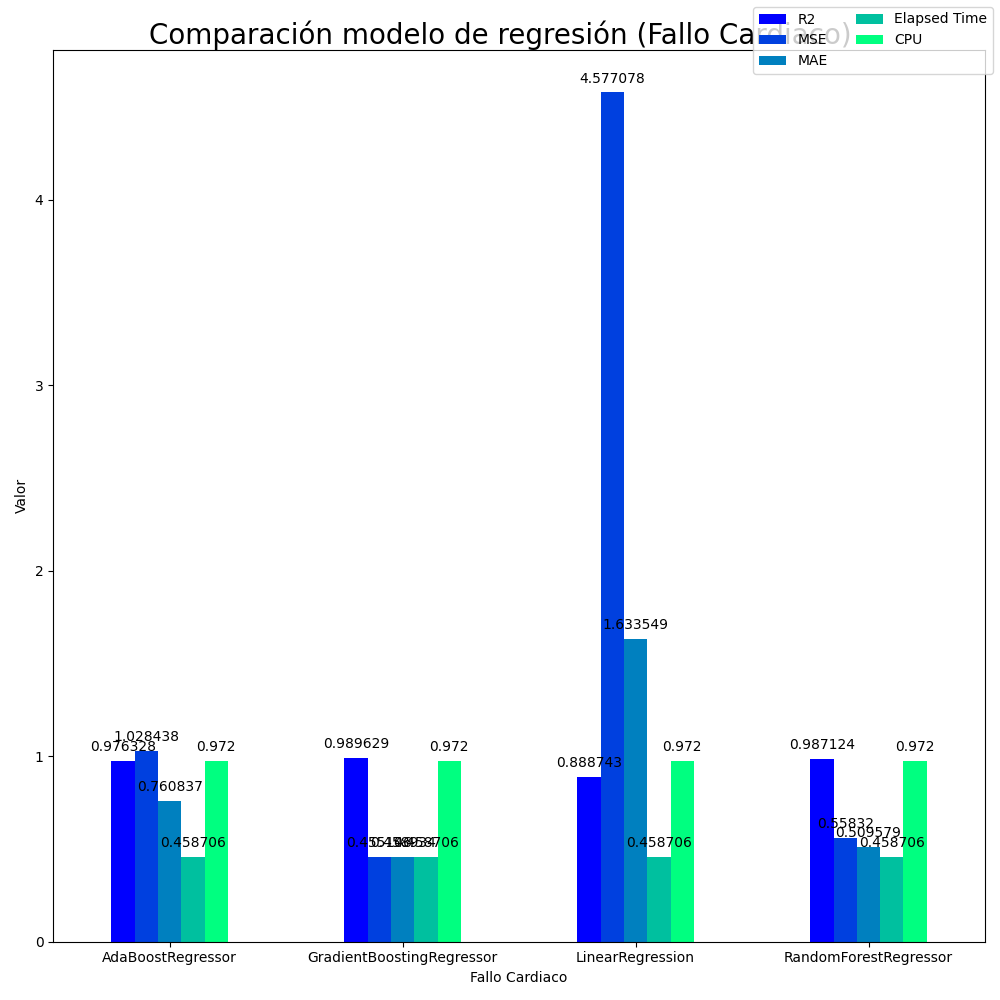 Comparación modelo de regresión (Fallo Cardiaco)
R2
MSE
MAE
Elapsed Time
CPU
Valor
4
3
2
1
0
0.976328
1.028438
0.760837
0.458706
0.972
0.989629
0.458706
0.972
0.888743
4.577078
1.633549
0.458706
0.972
0.987124
0.55832
0.509579
0.458706
0.972
AdaBoostRegressor
GradientBoostingRegressor
LinearRegression
RandomForestRegressor
Fallo Cardiaco